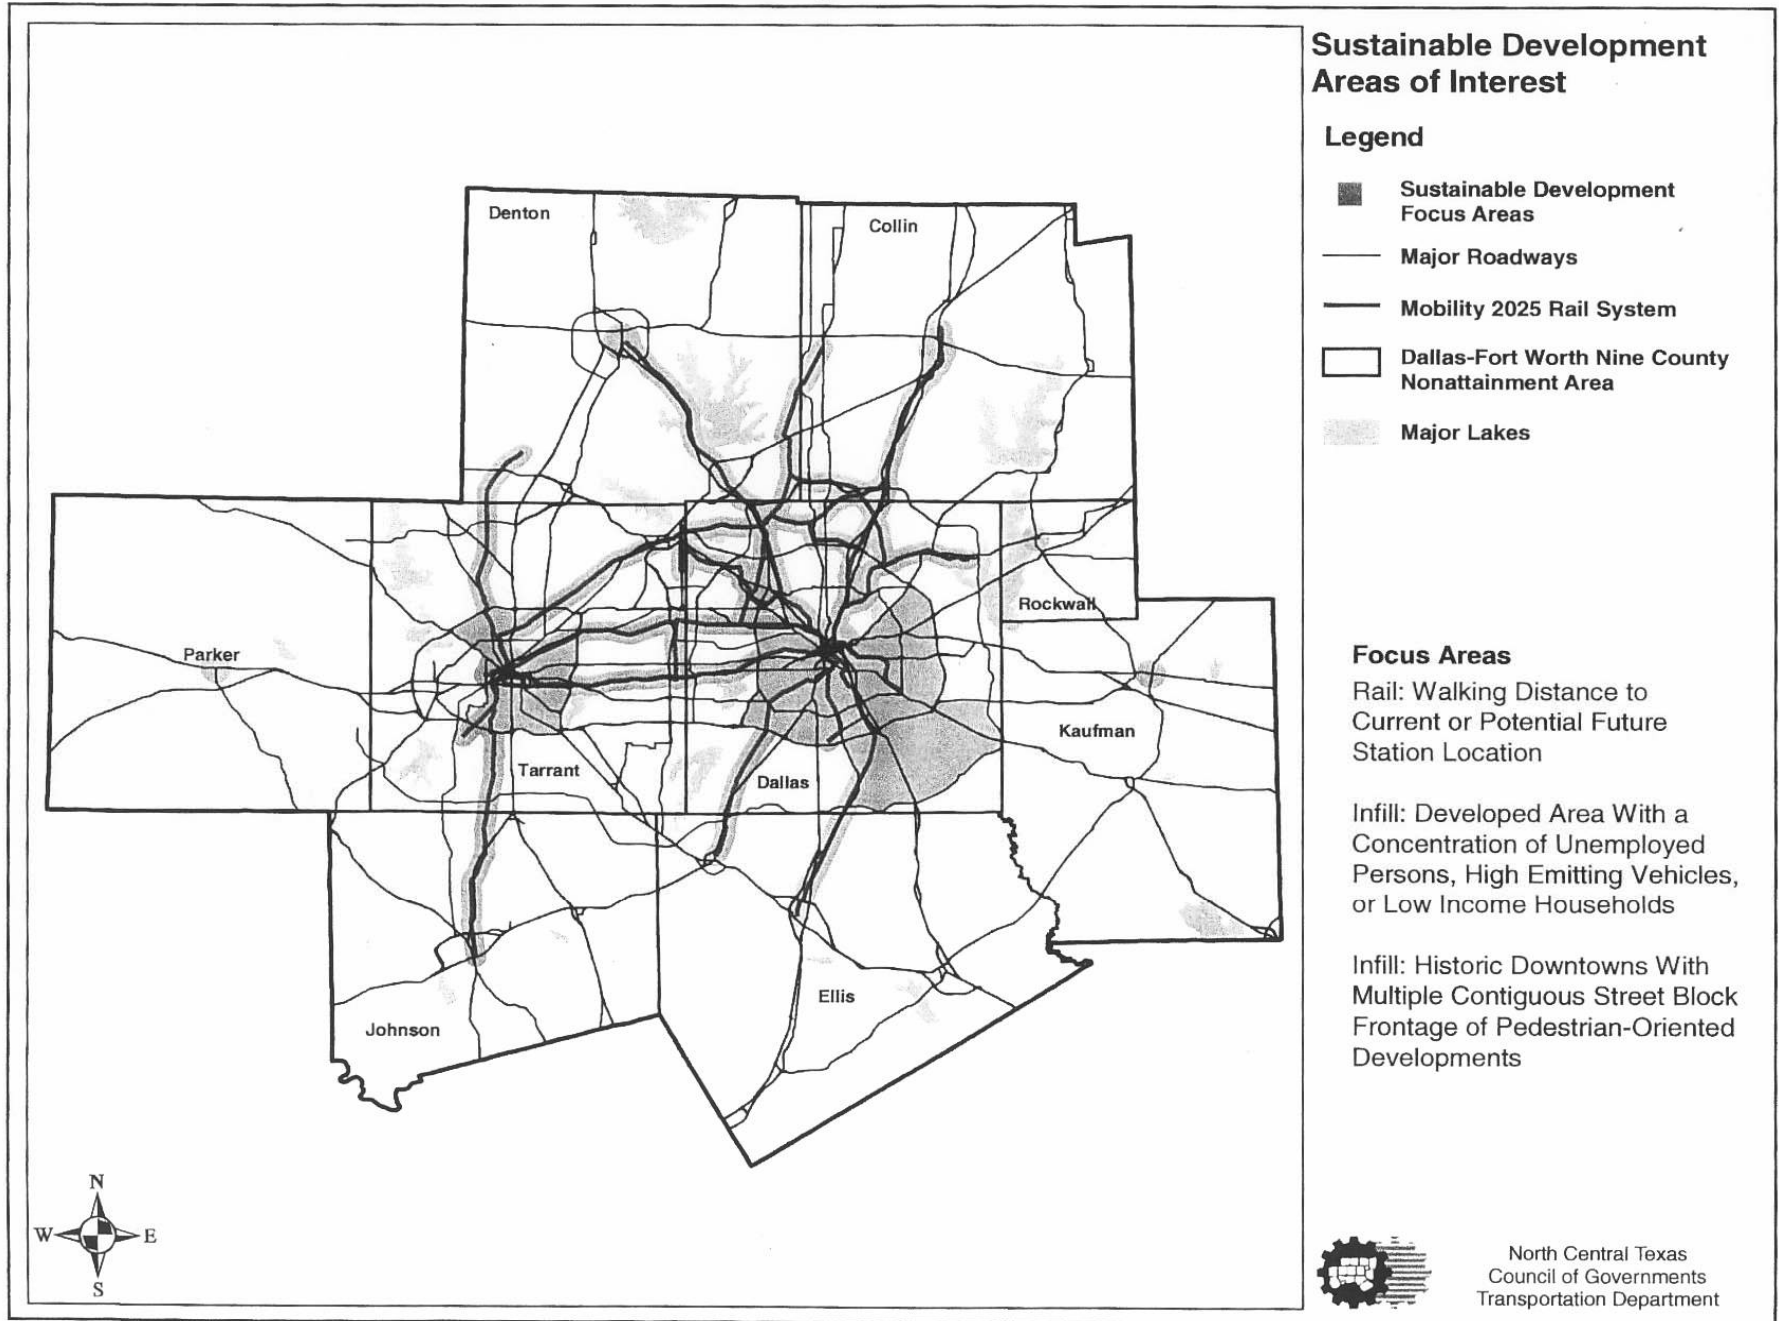 Sustainable Development
Areas of Interest
Legend
Sustainable Development
Focus Areas
Major Roadways
Mobility 2025 Rail System
Dallas-Fort Worth Nine County
Nonattainment Area
Major Lakes
Denton
Collin
Rockwall
Parker
Kaufman
Tarrant
Dallas
Ellis
Johnson
Focus Areas
Rail: Walking Distance to
Current or Potential Future
Station Location
Infill: Developed Area With a
Concentration of Unemployed
Persons, High Emitting Vehicles,
or Low Income Households
Infill: Historic Downtowns With
Multiple Contiguous Street Block
Frontage of Pedestrian-Oriented
Developments
N
W E
S
North Central Texas
Council of Governments
Transportation Department